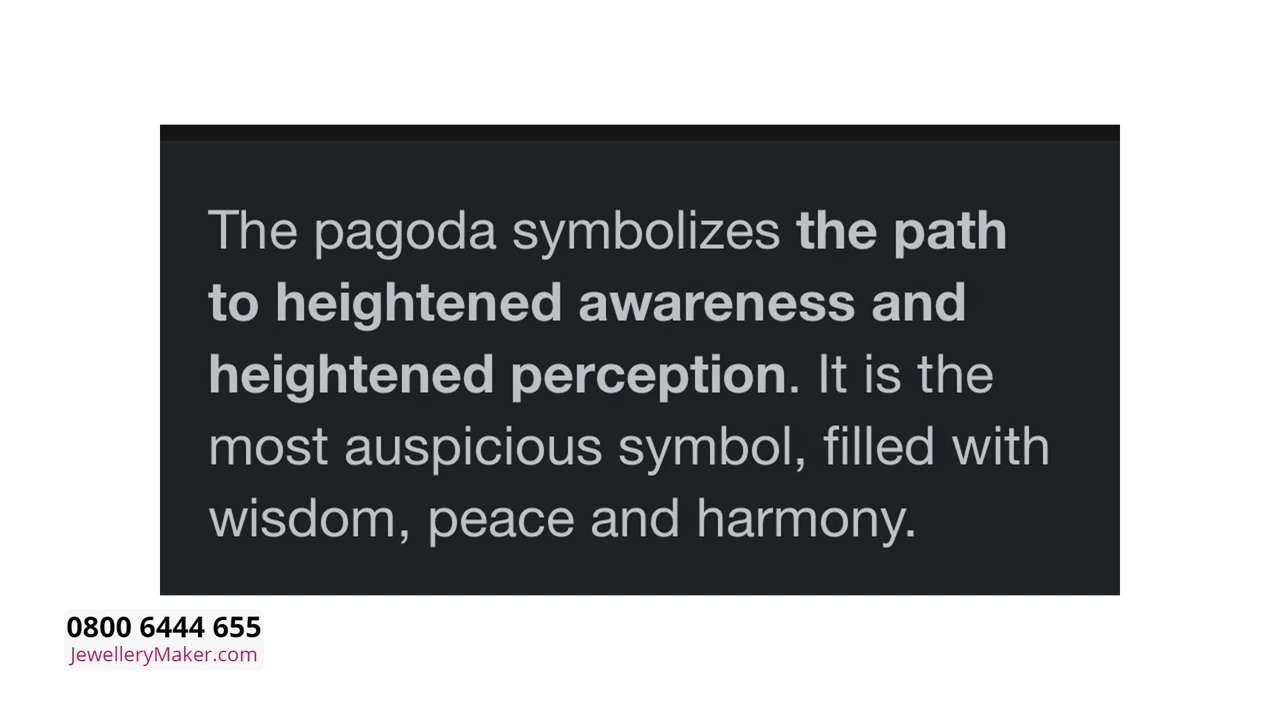 The pagoda symbolizes the path
to heightened awareness and
heightened perception. It is the
most auspicious symbol, filled with
wisdom, peace and harmony.
0800 6444 655
JewelleryMaker.com